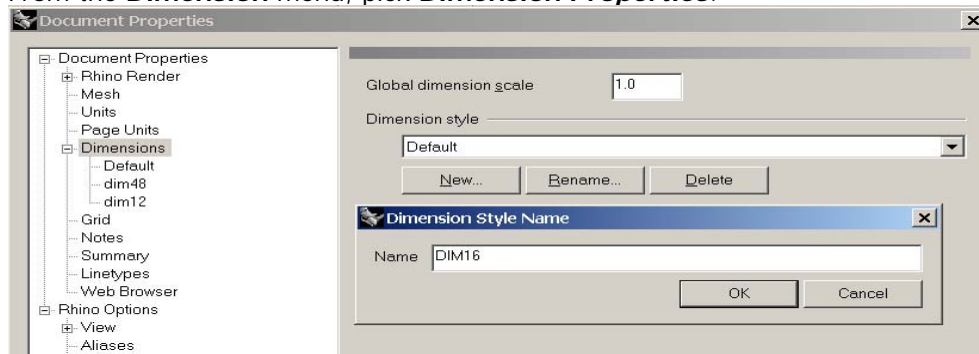 From the Dimension menu, pick Dimension Properties.
Document Properties
Document Properties
Rhino Render
Mesh
Units
Page Units
Dimensions
Default
dim48
dim12
Grid
Notes
Summary
Linetypes
Web Browser
Rhino Options
View
Aliases
Global dimension scale
1.0
Dimension style
Default
New...
Rename...
Delete
Dimension Style Name
Name
DIM16
OK
Cancel